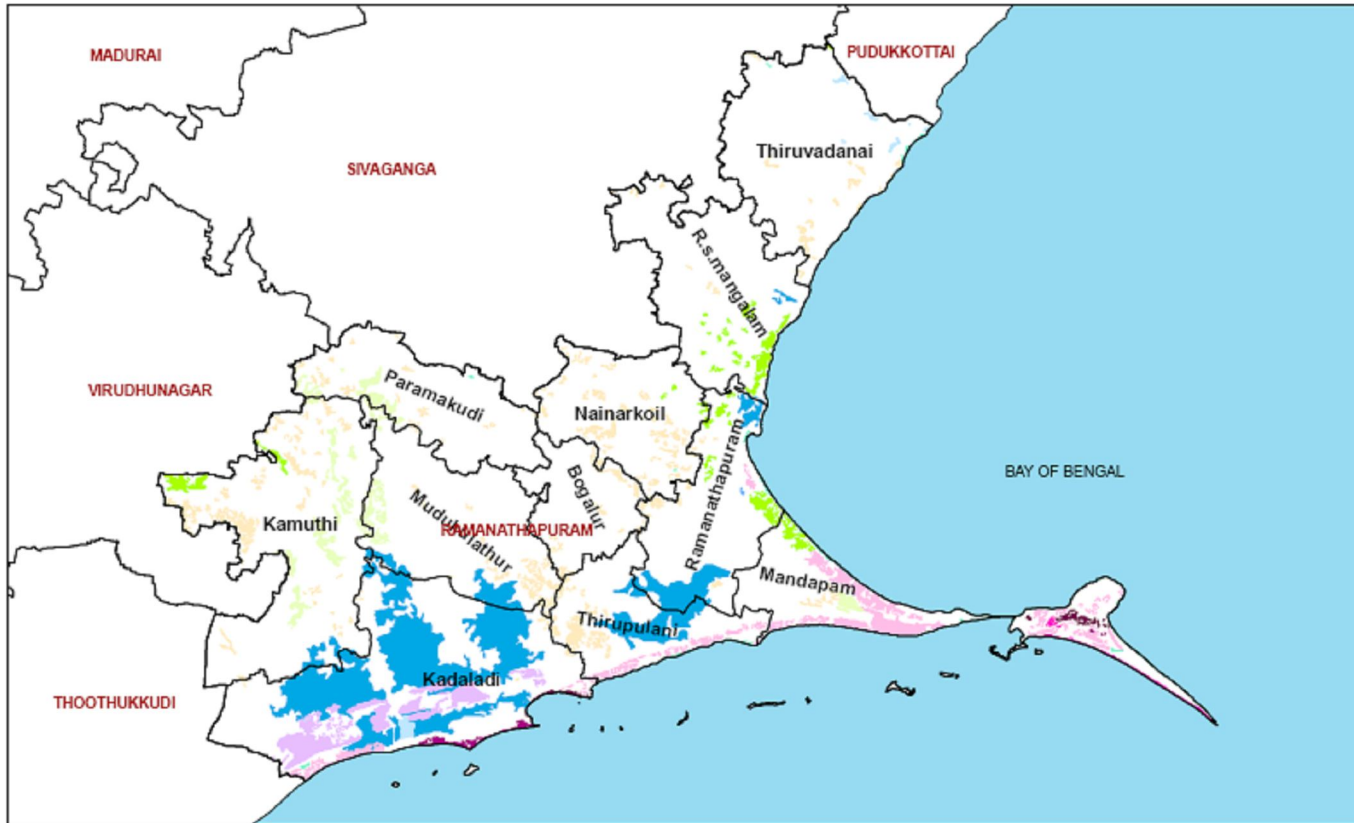 MADURAI
PUDUKKOTTAI
Thiruvadanai
SIVAGANGA
R.s.mangalam
VIRUDHUNAGAR
Paramakudi
Nainarkoil
BAY OF BENGAL
Bogalur
Ramanathapuram
Kamuthi
Mudukulathur
RAMANATHAPURAM
Mandapam
Thirupulani
Kadaladi
THOOTHUKKUDI